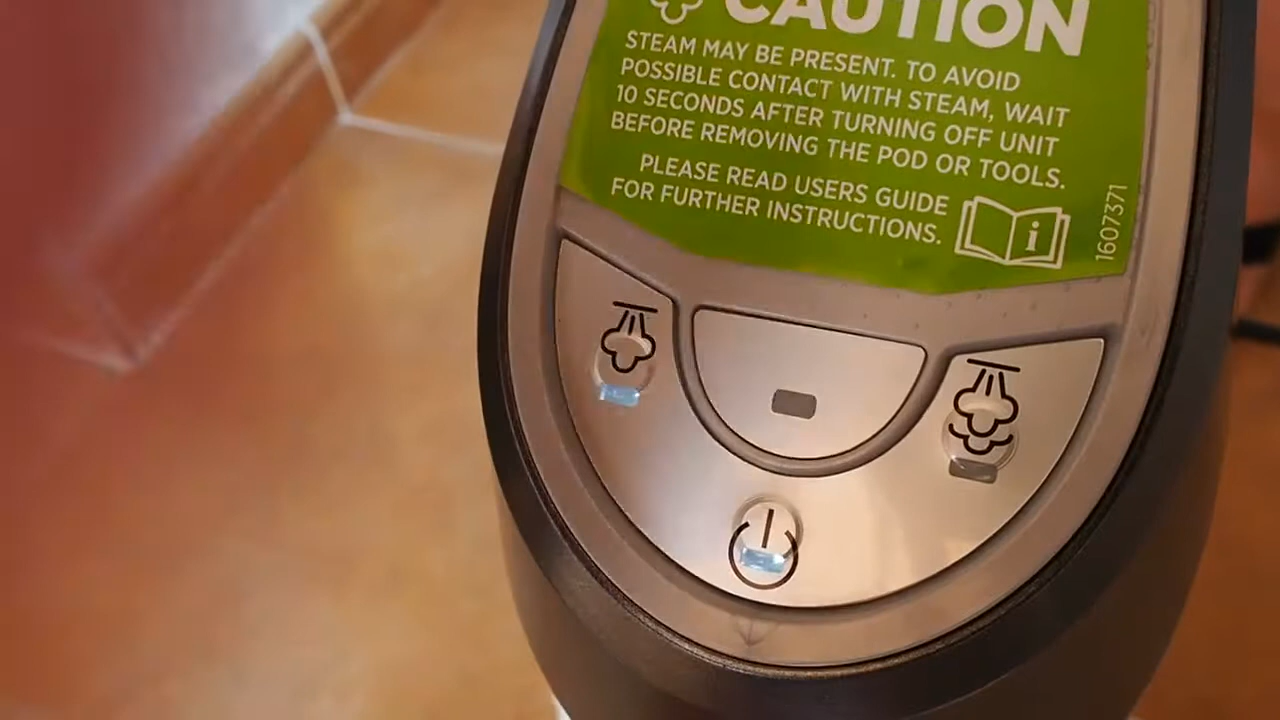 CAUTION
STEAM MAY BE PRESENT. TO AVOID
POSSIBLE CONTACT WITH STEAM, WAIT
10 SECONDS AFTER TURNING OFF UNIT
BEFORE REMOVING THE POD OR TOOLS.
PLEASE READ USERS GUIDE
FOR FURTHER INSTRUCTIONS.
1607371